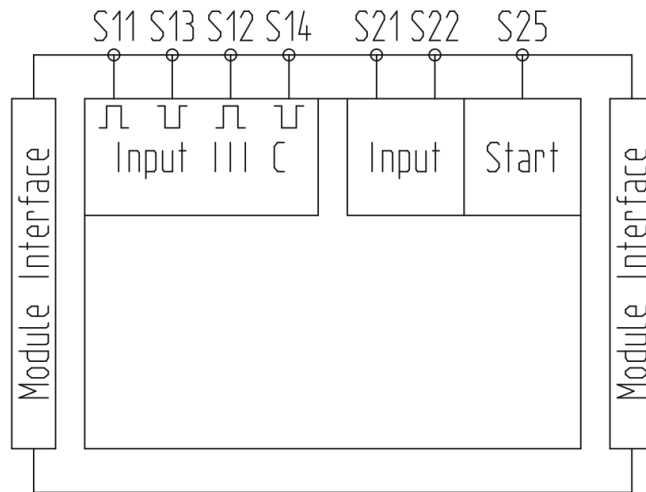 S11 S13 S12 S14 S21 S22 S25
Input III C
Input
Start
Module Interface
Module Interface